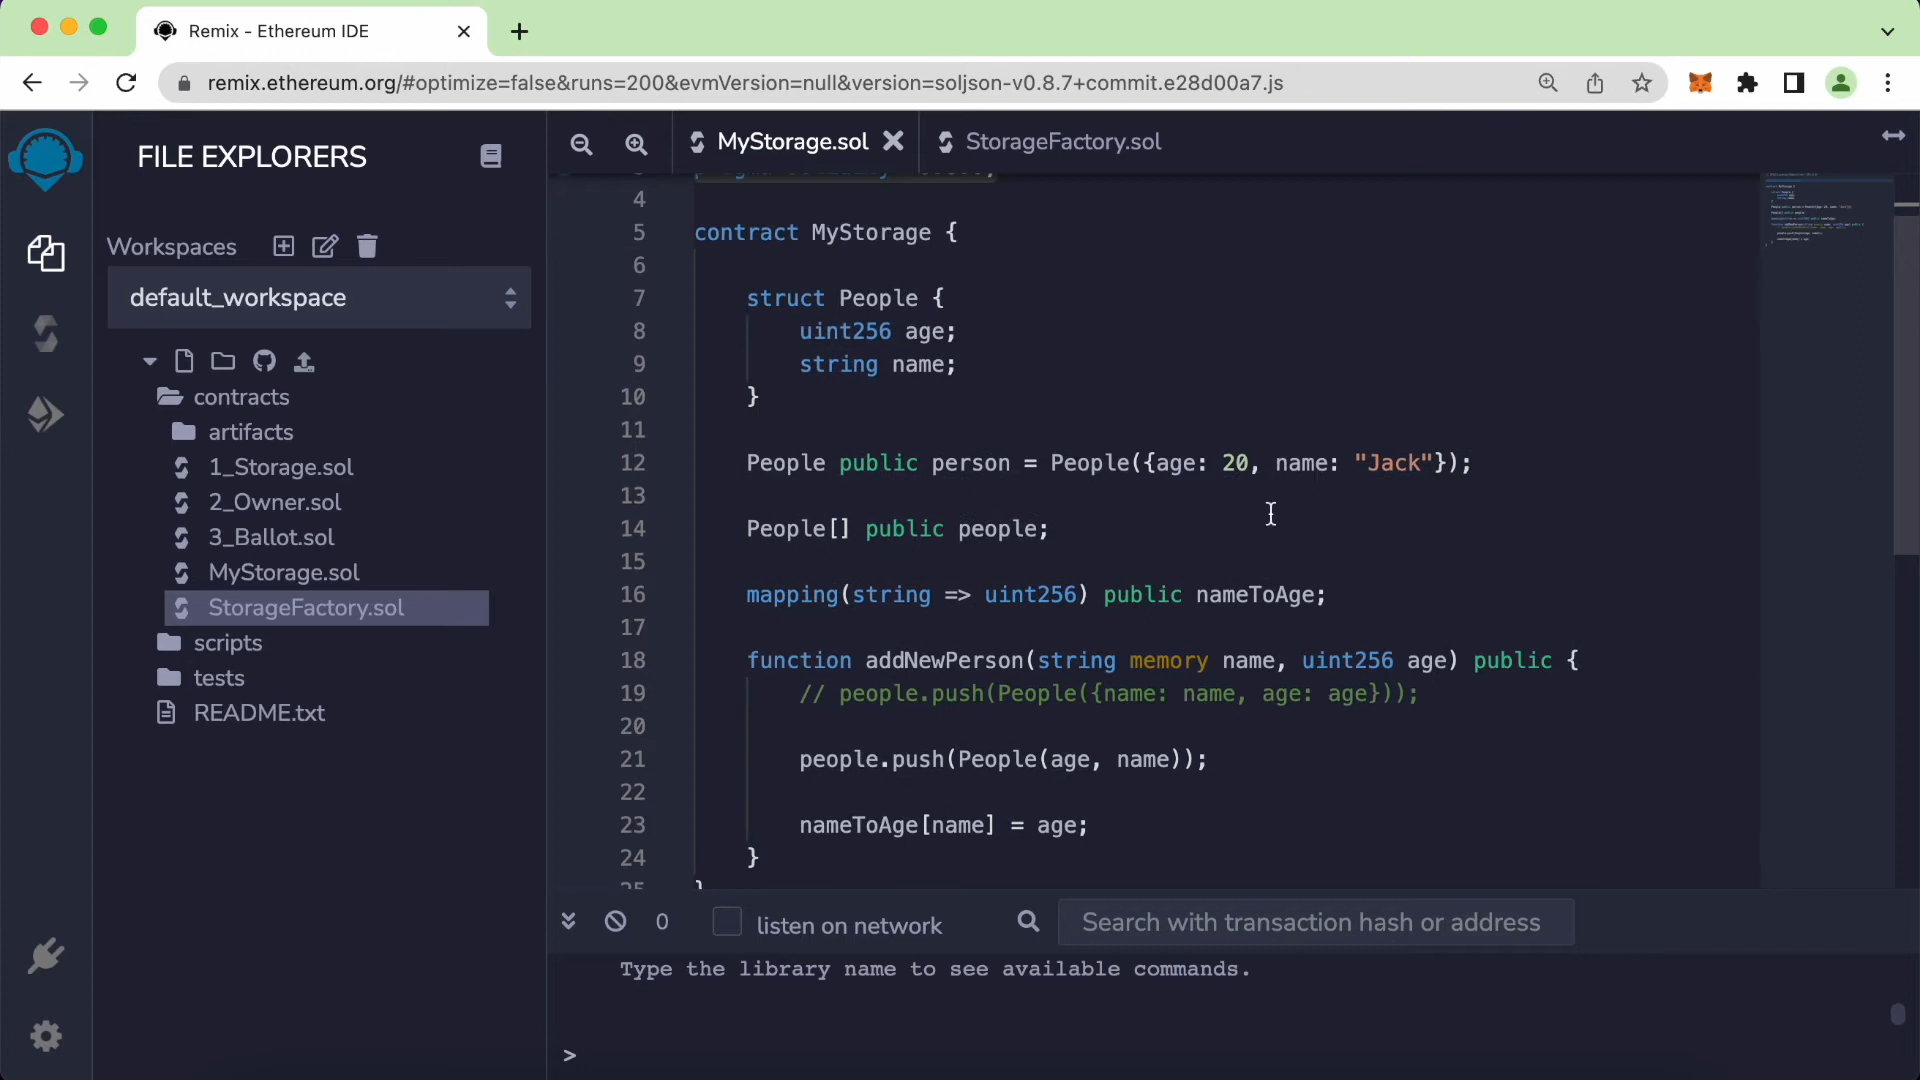 Remix - Ethereum IDE
remix.ethereum.org/#optimize=false&runs=200&evmVersion=null&version=soljson-v0.8.7+commit.e28d00a7.js
FILE EXPLORERS
MyStorage.sol
StorageFactory.sol
Workspaces
default_workspace
contracts
artifacts
1_Storage.sol
2_Owner.sol
3_Ballot.sol
MyStorage.sol
StorageFactory.sol
scripts
tests
README.txt
4
5 contract MyStorage {
6
7 struct People {
8 uint256 age;
9 string name;
10 }
11
12 People public person = People({age: 20, name: "Jack"});
13
14 People[] public people;
15
16 mapping(string => uint256) public nameToAge;
17
18 function addNewPerson(string memory name, uint256 age) public {
19 // people.push(People({name: name, age: age}));
20
21 people.push(People(age, name));
22
23 nameToAge[name] = age;
24 }
25 }
0
listen on network
Search with transaction hash or address
Type the library name to see available commands.
>